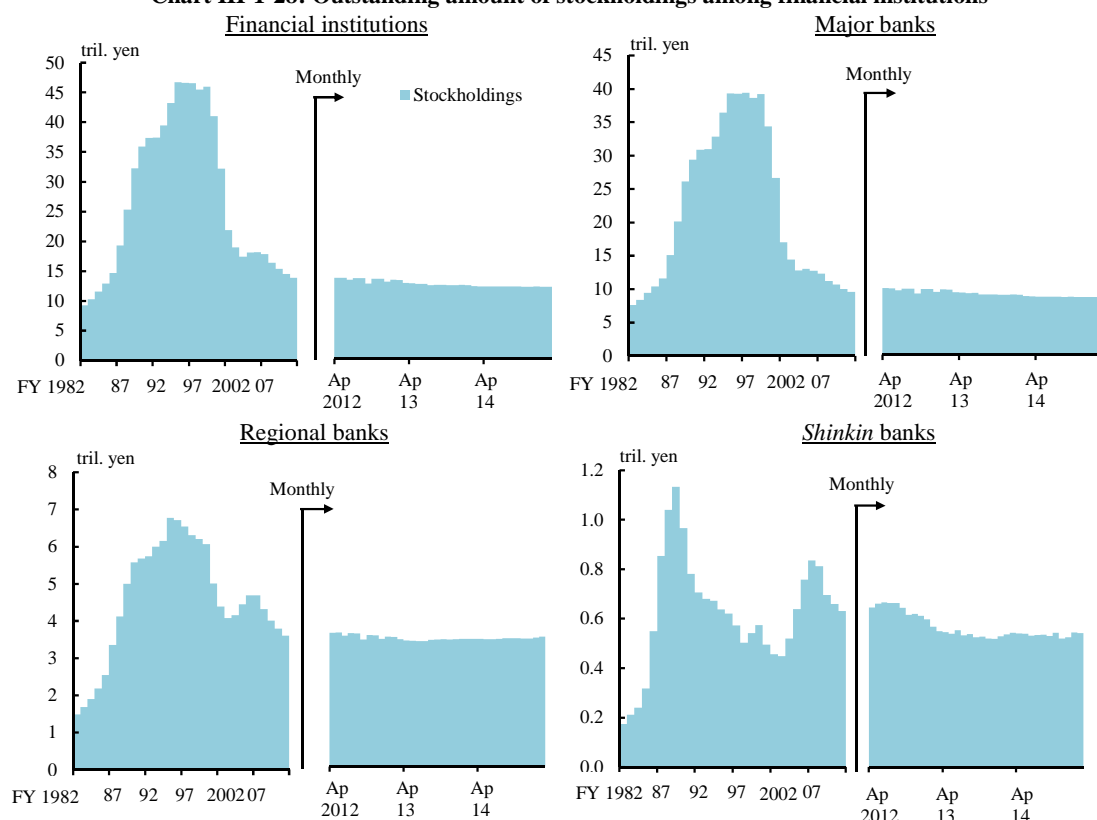 Financial institutions
tril. yen
50
45
40
35
30
25
20
15
10
5
0
Monthly
Stockholdings
FY 1982 87 92 97 2002 07
Ap Ap Ap
2012 13 14
Major banks
tril. yen
45
40
35
30
25
20
15
10
5
0
Monthly
FY 1982 87 92 97 2002 07
Ap Ap Ap
2012 13 14
Regional banks
tril. yen
8
7
6
5
4
3
2
1
0
Monthly
FY 1982 87 92 97 2002 07
Ap Ap Ap
2012 13 14
Shinkin banks
tril. yen
1.2
1.0
0.8
0.6
0.4
0.2
0.0
Monthly
FY 1982 87 92 97 2002 07
Ap Ap Ap
2012 13 14